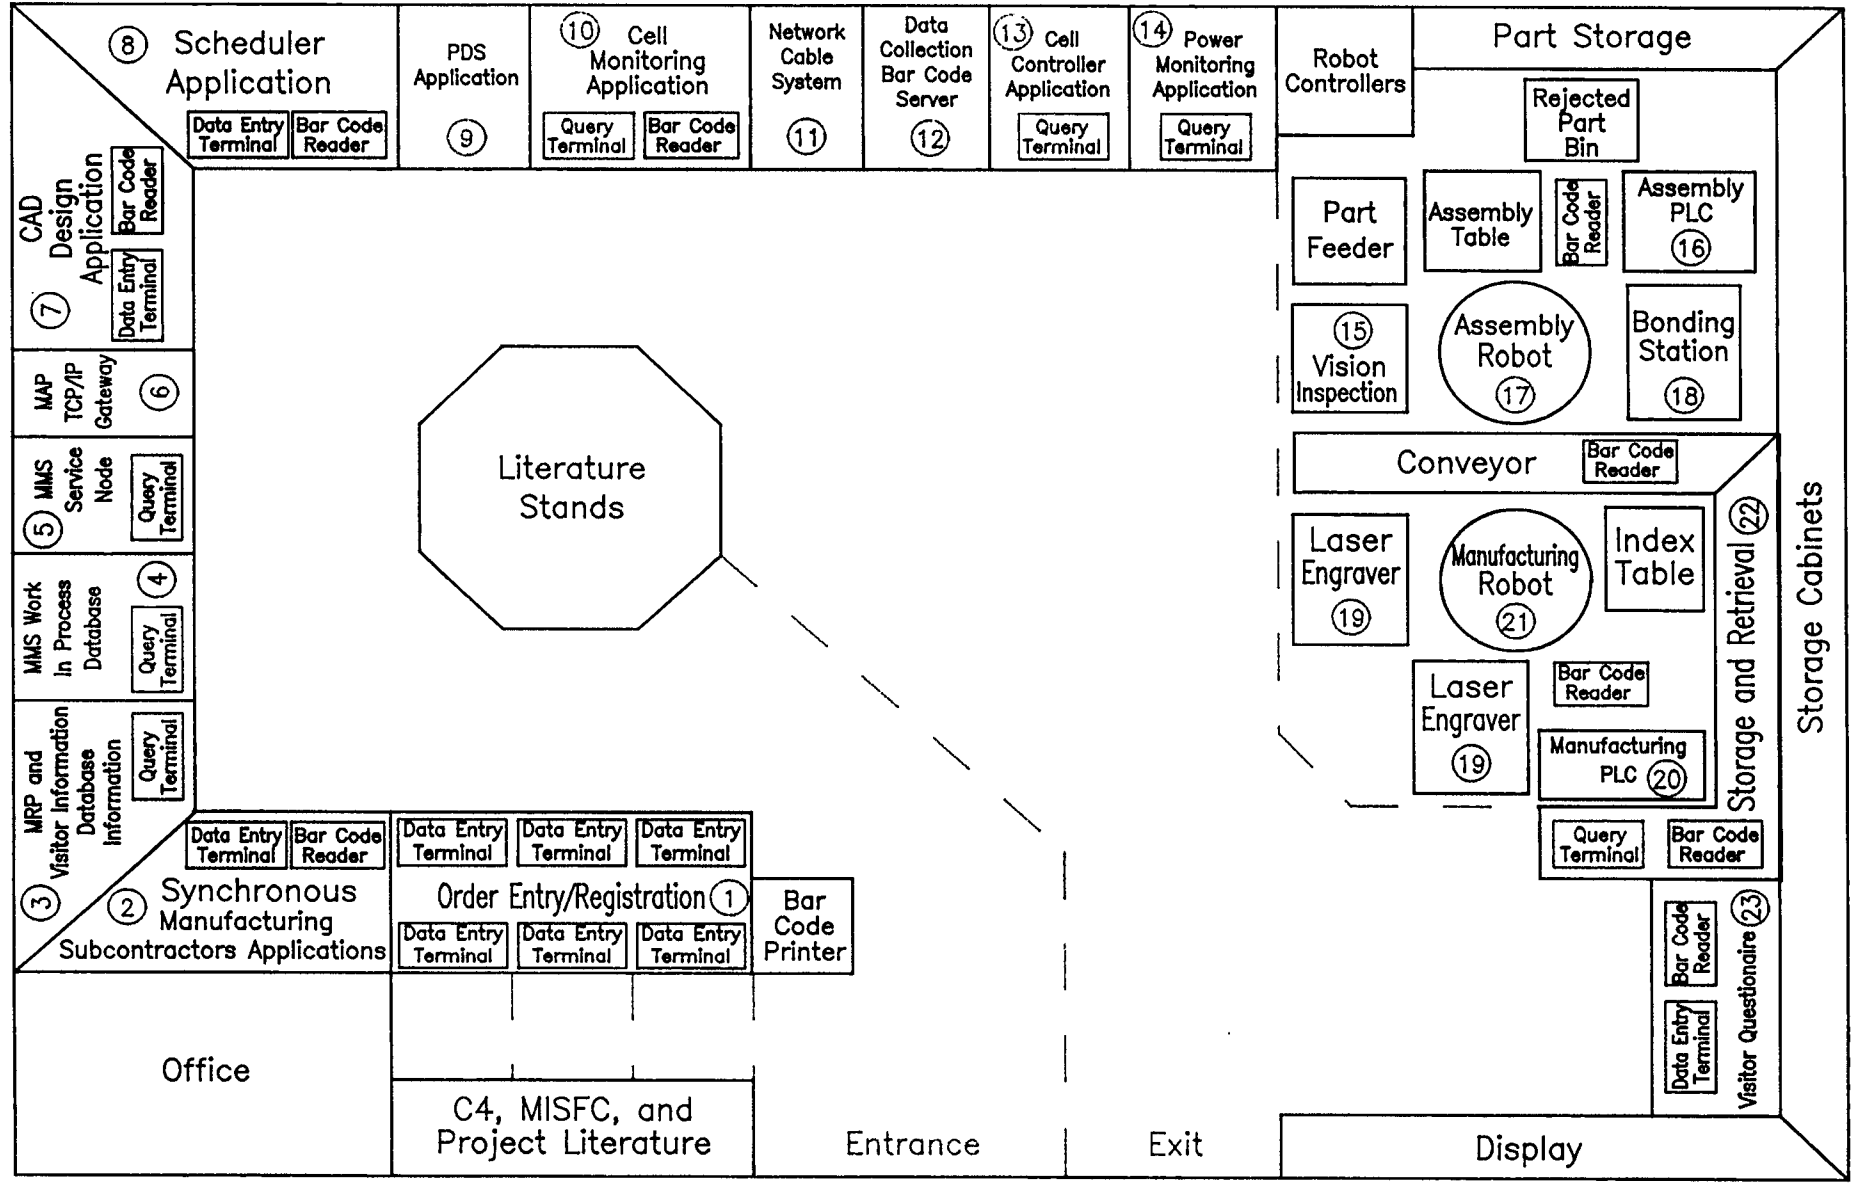 8
Scheduler
Application
Data Entry
Terminal
Bar Code
Reader
PDS
Application
9
10
Cell
Monitoring
Application
Query
Terminal
Bar Code
Reader
Network
Cable
System
11
Data
Collection
Bar Code
Server
12
13
Cell
Controller
Application
Query
Terminal
14
Power
Monitoring
Application
Query
Terminal
Robot
Controllers
Part Storage
Rejected
Part
Bin
Part
Feeder
Assembly
Table
Bar Code
Reader
Assembly
PLC
16
15
Vision
Inspection
Assembly
Robot
17
Bonding
Station
18
Conveyor
Bar Code
Reader
Laser
Engraver
19
Manufacturing
Robot
21
Index
Table
Laser
Engraver
19
Bar Code
Reader
Manufacturing
PLC 20
Storage and Retrieval 22
Storage Cabinets
Query
Terminal
Bar Code
Reader
Bar Code
Reader
Data Entry
Terminal
Visitor Questionaire 23
Display
CAD
Design
Application
7
Bar Code
Reader
Data Entry
Terminal
MAP
TCP/IP
Gateway
6
MMS
Service
Node
5
Query
Terminal
MMS Work
In Process
Database
4
Query
Terminal
MRP and
Visitor Information
Database
Information
3
Query
Terminal
Literature
Stands
Data Entry
Terminal
Bar Code
Reader
2
Synchronous
Manufacturing
Subcontractors Applications
Data Entry
Terminal
Data Entry
Terminal
Data Entry
Terminal
Order Entry/Registration 1
Data Entry
Terminal
Data Entry
Terminal
Data Entry
Terminal
Bar
Code
Printer
Office
C4, MISFC, and
Project Literature
Entrance
Exit